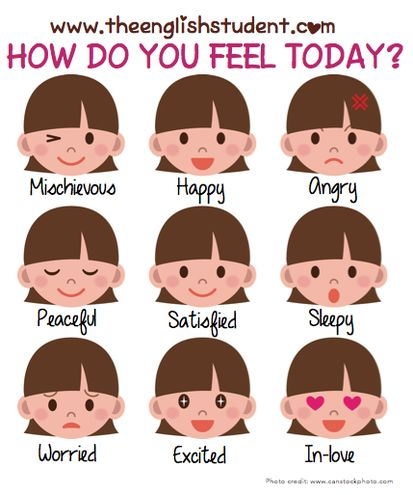 www.theenglishstudent.com
HOW DO YOU FEEL TODAY?
Mischievous Happy Angry
Peaceful Satisfied Sleepy
Worried Excited In-love
Photo credit: www.canstockphoto.com